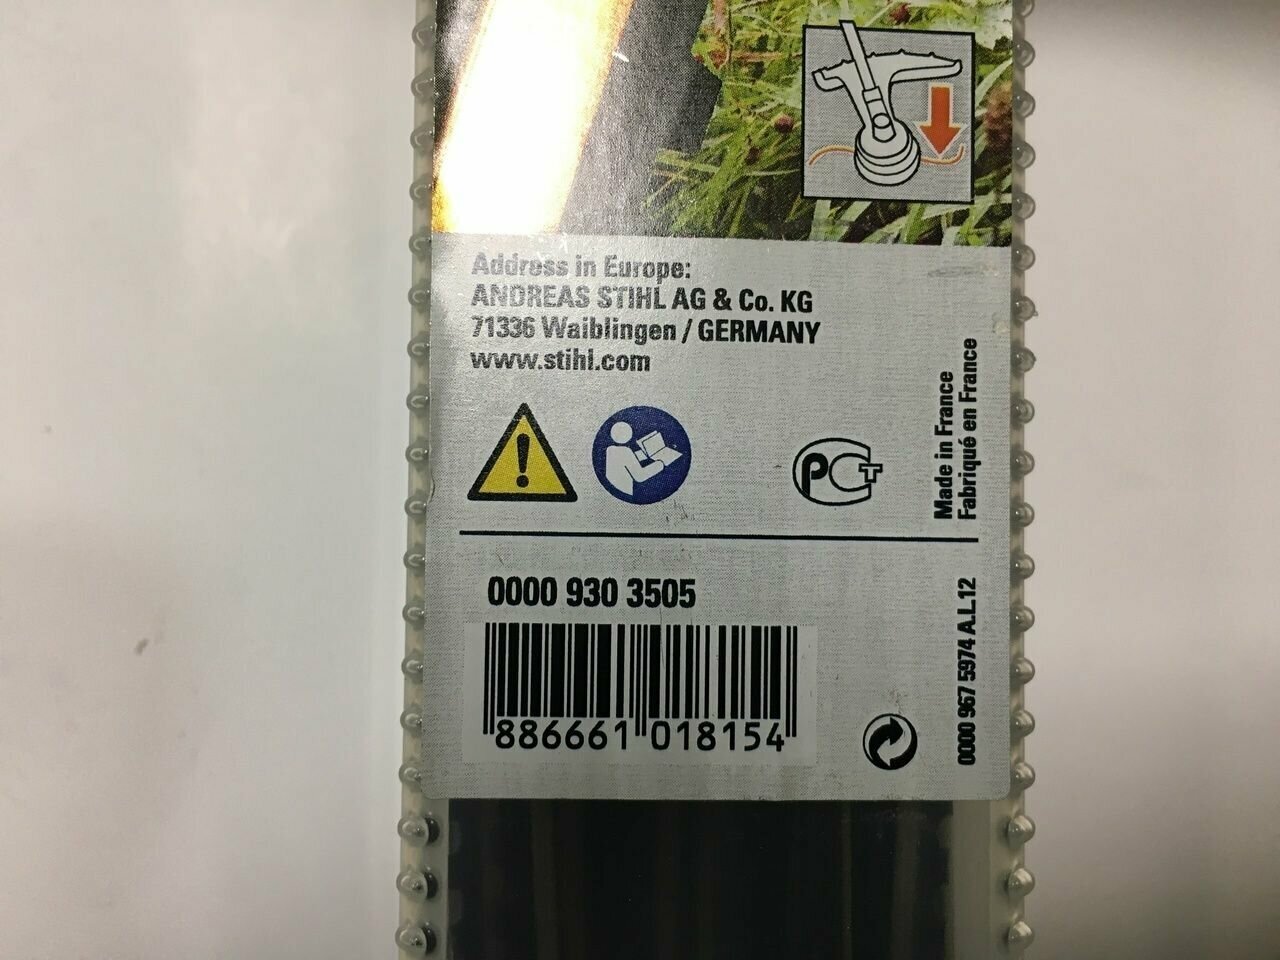 Address in Europe:
ANDREAS STIHL AG & Co. KG
71336 Waiblingen / GERMANY
www.stihl.com
PCT
Made in France
Fabriqué en France
0000 930 3505
886661 018154
0000 967 5974 A.L12